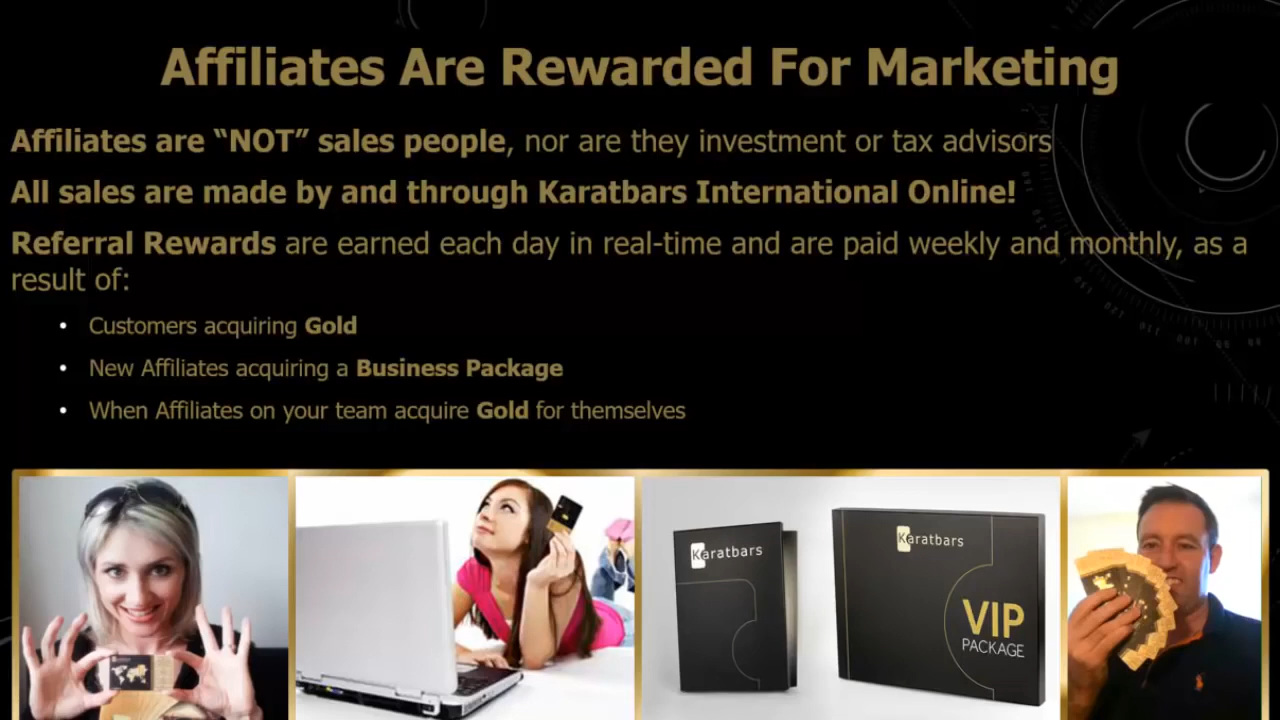 Affiliates Are Rewarded For Marketing
Affiliates are “NOT” sales people, nor are they investment or tax advisors
All sales are made by and through Karatbars International Online!
Referral Rewards are earned each day in real-time and are paid weekly and monthly, as a
result of:
• Customers acquiring Gold
• New Affiliates acquiring a Business Package
• When Affiliates on your team acquire Gold for themselves
Karatbars
Karatbars
VIP
PACKAGE